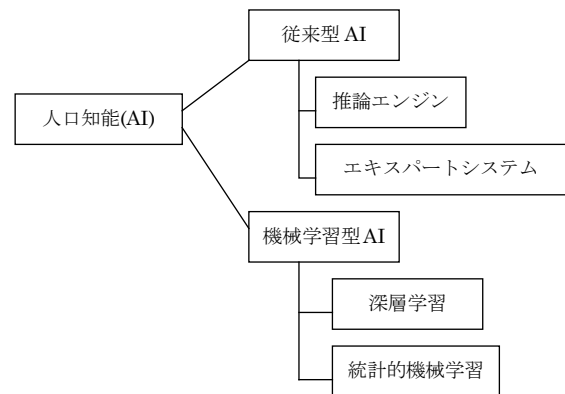 従来型 AI
推論エンジン
人口知能(AI)
エキスパートシステム
機械学習型 AI
深層学習
統計的機械学習